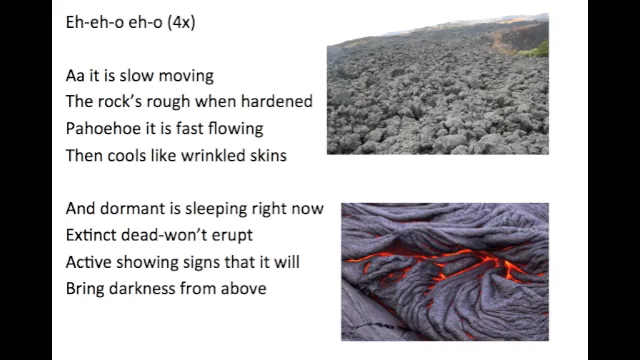 Eh-eh-o eh-o (4x)
Aa it is slow moving
The rock's rough when hardened
Pahoehoe it is fast flowing
Then cools like wrinkled skins
And dormant is sleeping right now
Extinct dead-won't erupt
Active showing signs that it will
Bring darkness from above